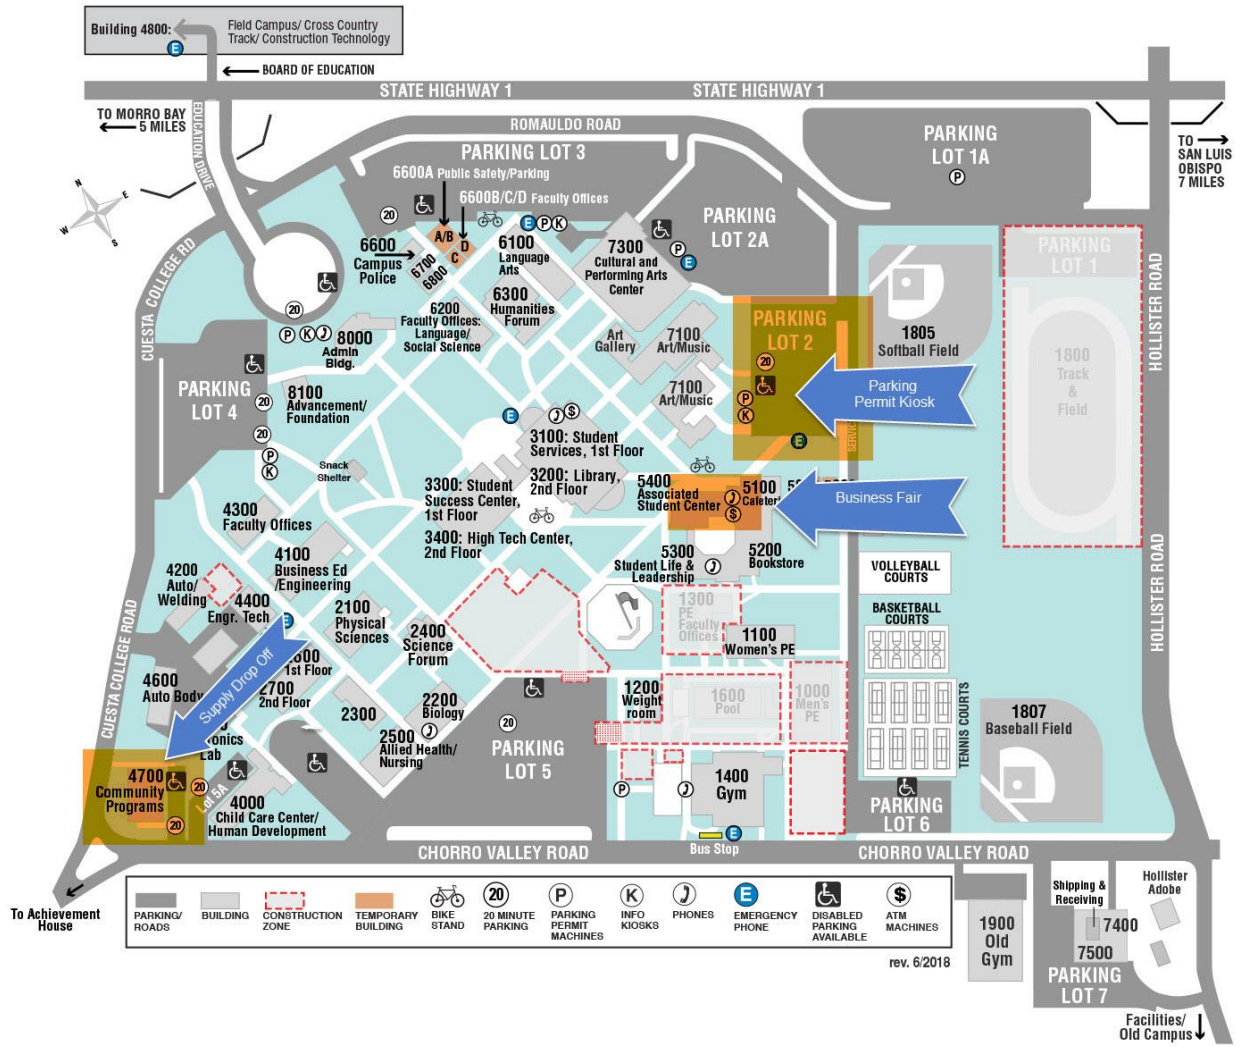 Building 4800:
Field Campus/ Cross Country
Track/ Construction Technology
E
BOARD OF EDUCATION
STATE HIGHWAY 1
STATE HIGHWAY 1
TO MORRO BAY
5 MILES
EDUCATION DRIVE
ROMAULDO ROAD
PARKING LOT 3
PARKING
LOT 1A
P
TO
SAN LUIS
OBISPO
7 MILES
6600A Public Safety/Parking
6600B/C/D Faculty Offices
N
E
W
S
20
A/B
D
C
E P K
PARKING
LOT 2A
P
E
6600
Campus
Police
6700
6800
6100
Language
Arts
7300
Cultural and
Performing Arts
Center
PARKING
LOT 1
HOLLISTER ROAD
CUESTA COLLEGE RD
6300
Humanities
Forum
20
P K
8000
Admin
Bldg.
6200
Faculty Offices:
Language/
Social Science
Art
Gallery
7100
Art/Music
PARKING
LOT 2
20
1805
Softball Field
1800
Track
&
Field
PARKING
LOT 4
20
8100
Advancement/
Foundation
7100
Art/Music
P
K
Parking
Permit Kiosk
E
20
P
K
E
$
3100: Student
Services, 1st Floor
3200: Library,
2nd Floor
Snack
Shelter
3300: Student
Success Center,
1st Floor
3400: High Tech Center,
2nd Floor
5400
Associated
Student Center
$
5100
Business Fair
4300
Faculty Offices
4100
Business Ed
/Engineering
5300
Student Life &
Leadership
5200
Bookstore
VOLLEYBALL
COURTS
HOLLISTER ROAD
4200
Auto/
Welding
4400
Engr. Tech
E
2100
Physical
Sciences
2400
Science
Forum
1300
PE
Faculty
Offices
1100
Women's PE
BASKETBALL
COURTS
CUESTA COLLEGE ROAD
4600
Auto Body
Supply Drop Off
1st Floor
2700
2nd Floor
2300
2200
Biology
2500
Allied Health/
Nursing
20
PARKING
LOT 5
1200
Weight
room
1600
Pool
1000
Men's
PE
TENNIS COURTS
1807
Baseball Field
Lab
4700
Community
Programs
20
20
Lot 5A
4000
Child Care Center/
Human Development
P
1400
Gym
PARKING
LOT 6
E
Bus Stop
CHORRO VALLEY ROAD
CHORRO VALLEY ROAD
To Achievement
House
PARKING/
ROADS
BUILDING
CONSTRUCTION
ZONE
TEMPORARY
BUILDING
BIKE
STAND
20
20 MINUTE
PARKING
P
PARKING
PERMIT
MACHINES
K
INFO
KIOSKS
PHONES
E
EMERGENCY
PHONE
DISABLED
PARKING
AVAILABLE
$
ATM
MACHINES
rev. 6/2018
1900
Old
Gym
Shipping &
Receiving
7400
7500
PARKING
LOT 7
Hollister
Adobe
Facilities/
Old Campus